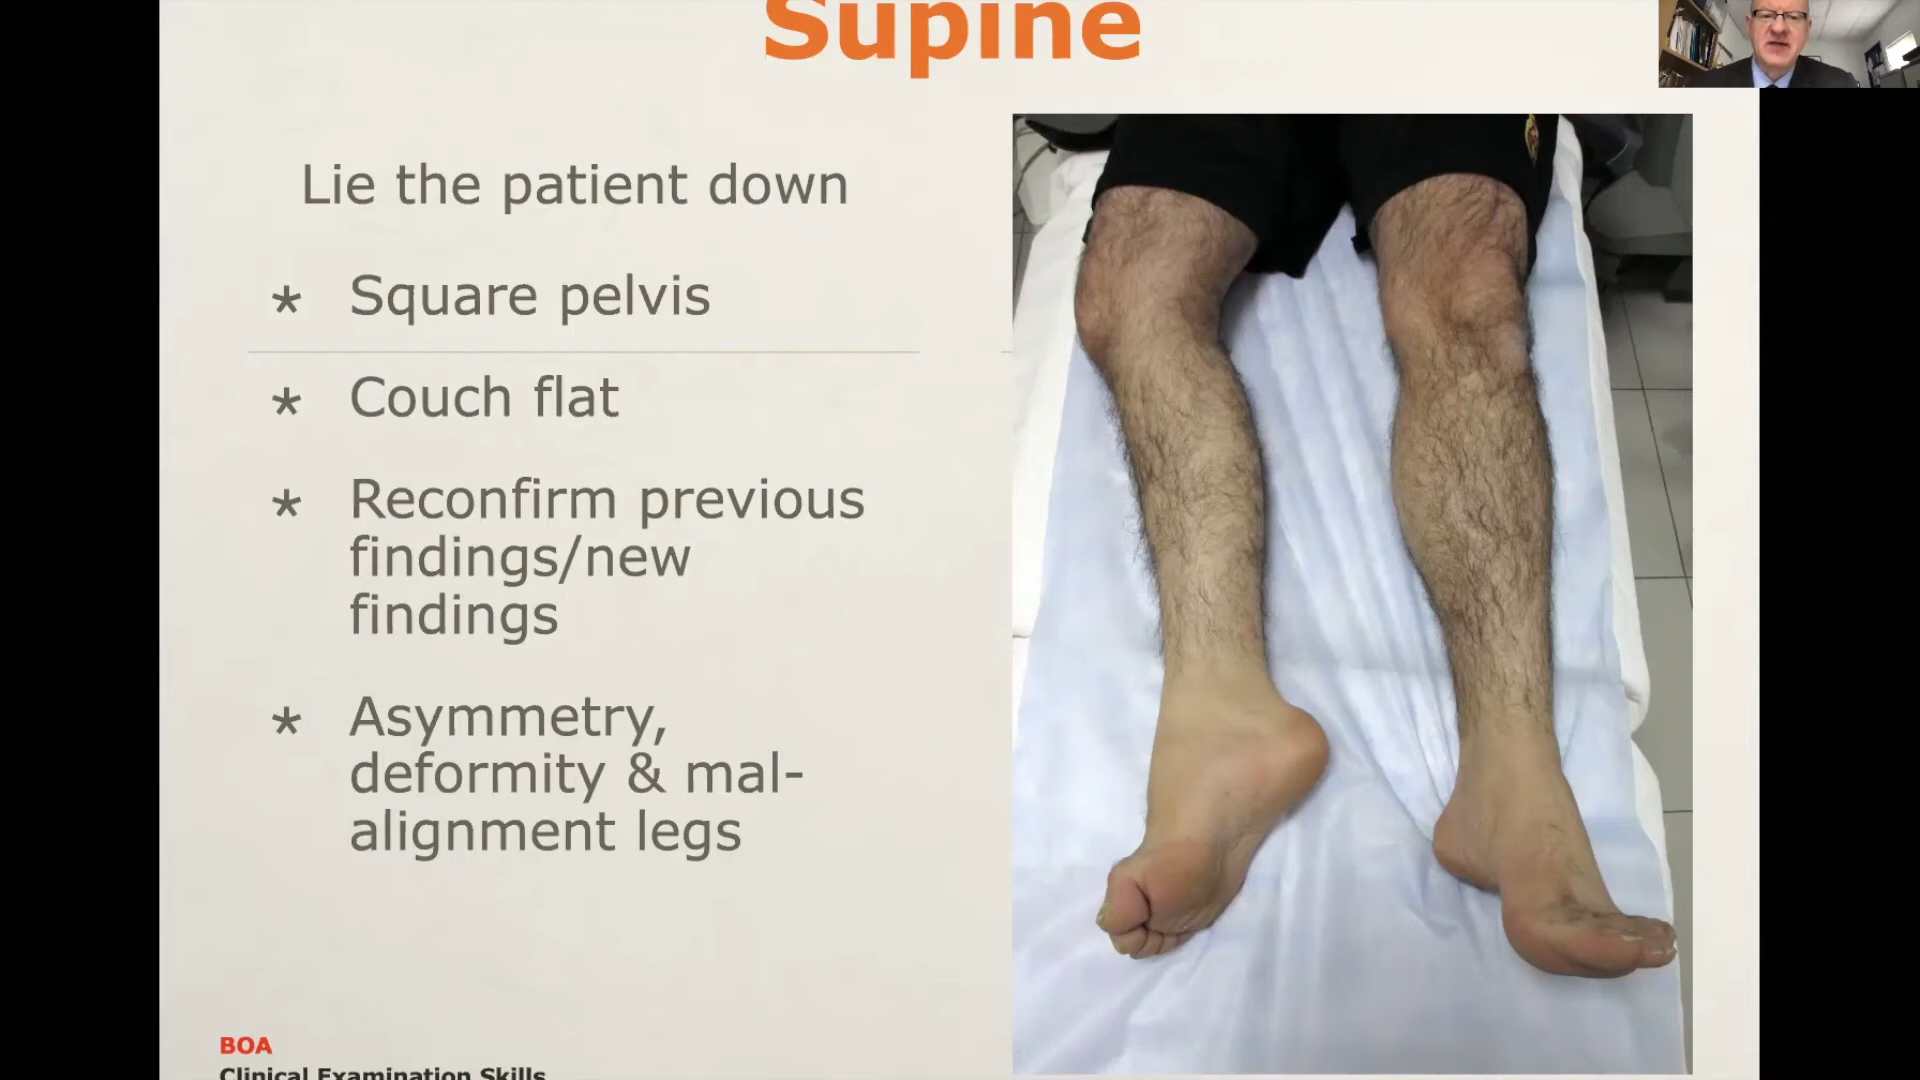 Supine
Lie the patient down
* Square pelvis
* Couch flat
* Reconfirm previous
findings/new
findings
* Asymmetry,
deformity & mal-
alignment legs
BOA
Clinical Examination Skills